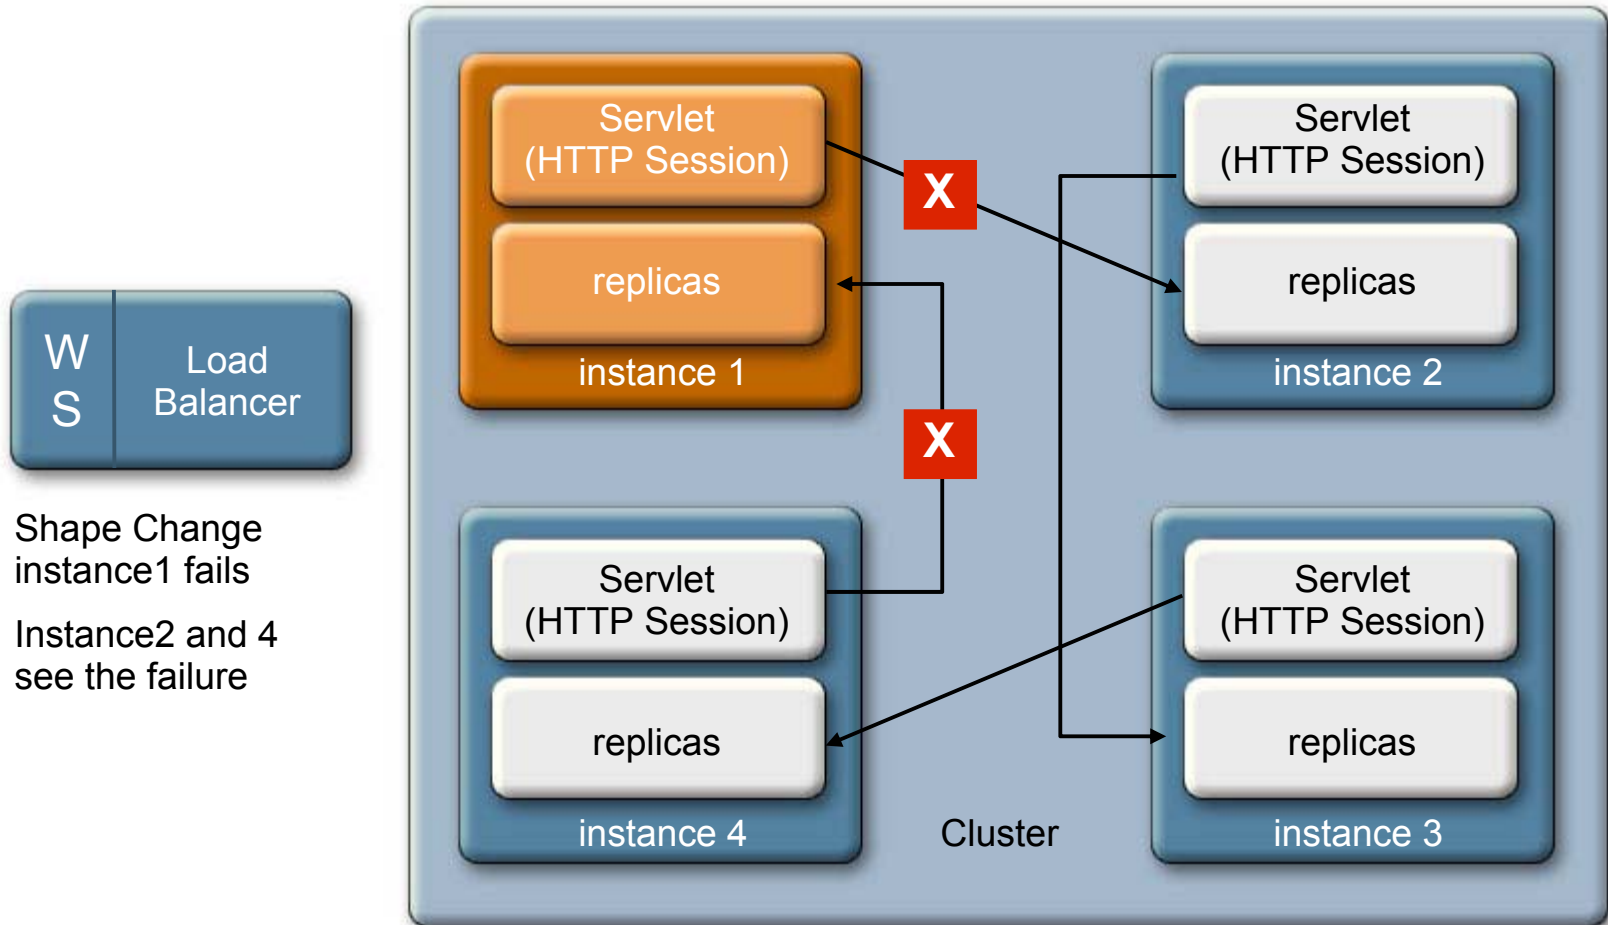 W
S
Load
Balancer
Shape Change
instance1 fails
Instance2 and 4
see the failure
Servlet
(HTTP Session)
replicas
instance 1
X
Servlet
(HTTP Session)
replicas
instance 2
X
Servlet
(HTTP Session)
replicas
instance 4
Cluster
Servlet
(HTTP Session)
replicas
instance 3